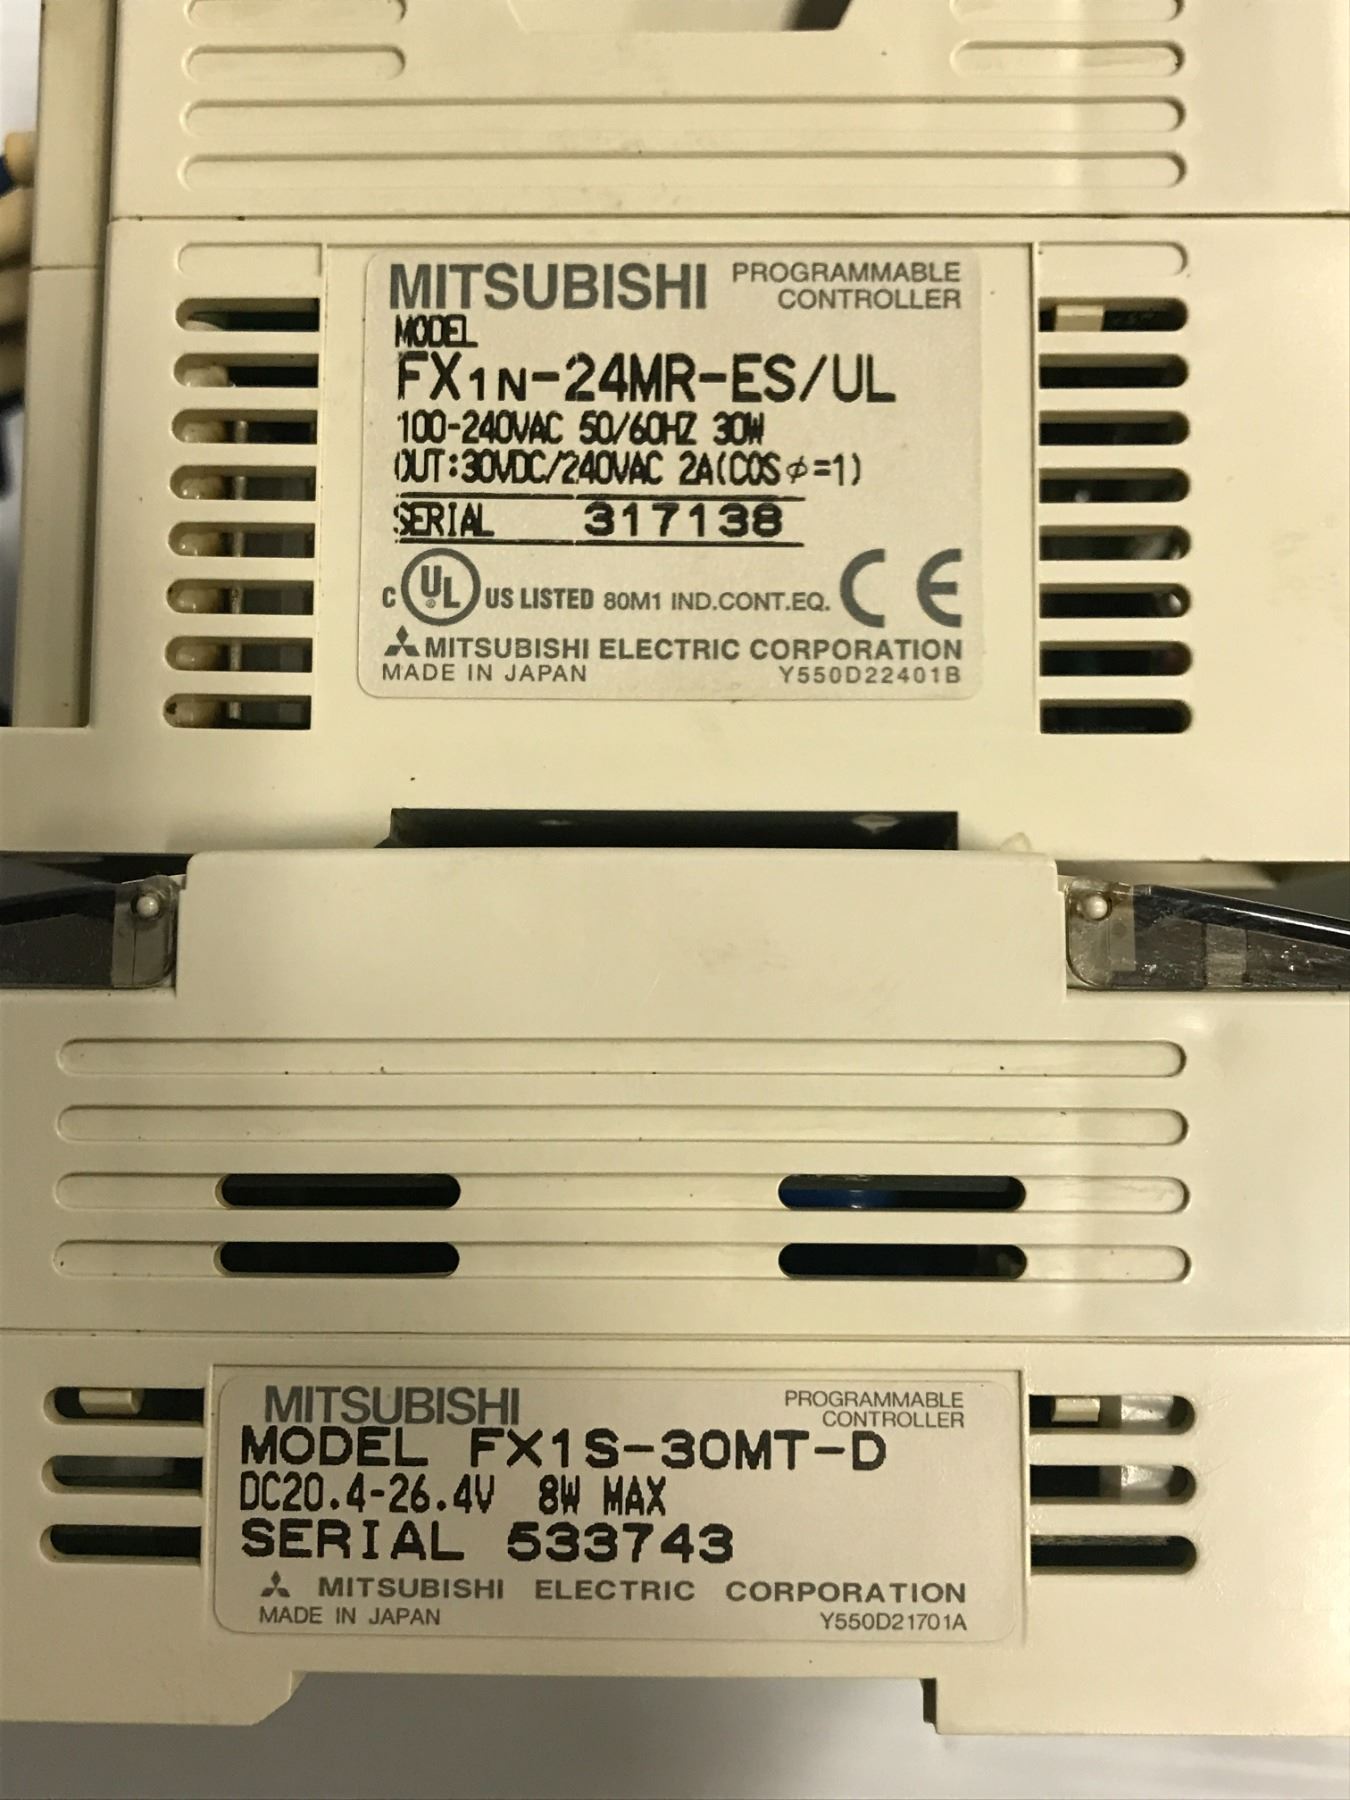 MITSUBISHI PROGRAMMABLE CONTROLLER
MODEL
FX1N-24MR-ES/UL
100-240VAC 50/60HZ 30W
OUT:30VDC/240VAC 2A(COSφ=1)
SERIAL 317138
C UL® US LISTED 80M1 IND.CONT.EQ. CE
MITSUBISHI ELECTRIC CORPORATION
MADE IN JAPAN Y550D22401B
MITSUBISHI PROGRAMMABLE CONTROLLER
MODEL FX1S-30MT-D
DC20.4-26.4V 8W MAX
SERIAL 533743
MITSUBISHI ELECTRIC CORPORATION
MADE IN JAPAN Y550D21701A